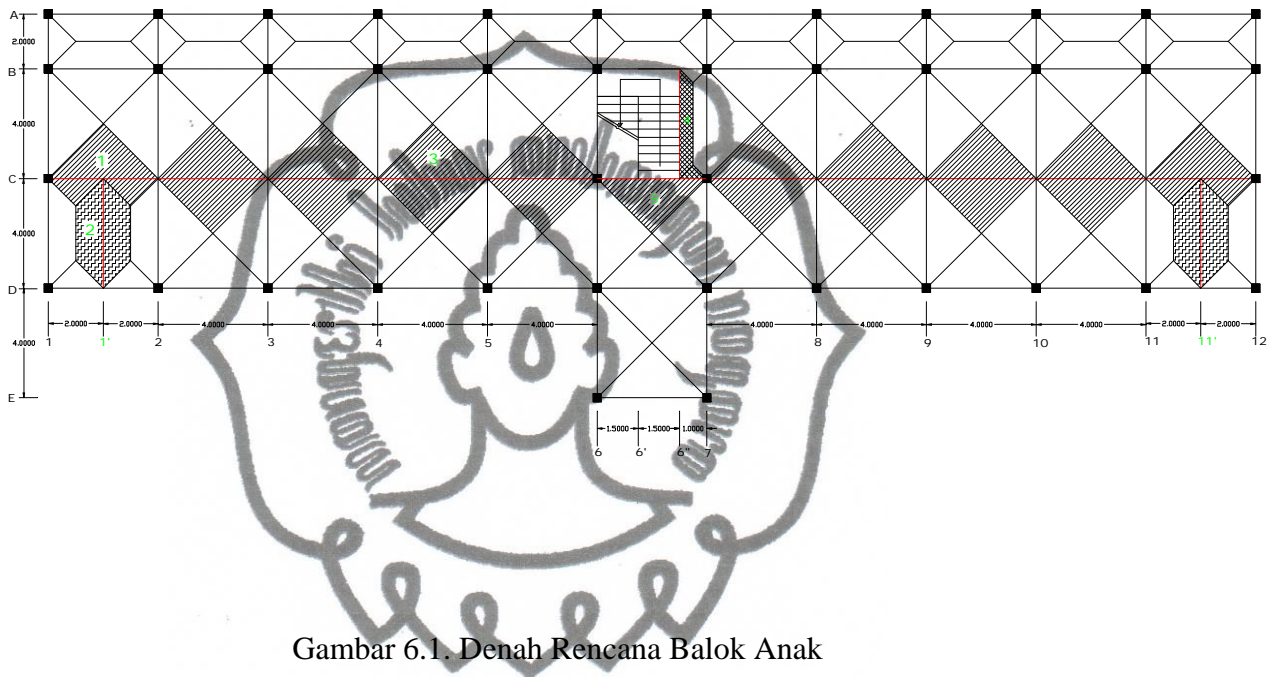 A
2.0000
B
4.0000
C
4.0000
D
4.0000
E
1
2
3
2.0000 2.0000 4.0000 4.0000 4.0000 4.0000 4.0000 4.0000 4.0000 4.0000 2.0000 2.0000
1 1' 2 3 4 5 8 9 10 11 11' 12
1.5000 1.5000 1.0000
6 6' 6" 7
Gambar 6.1. Denah Rencana Balok Anak